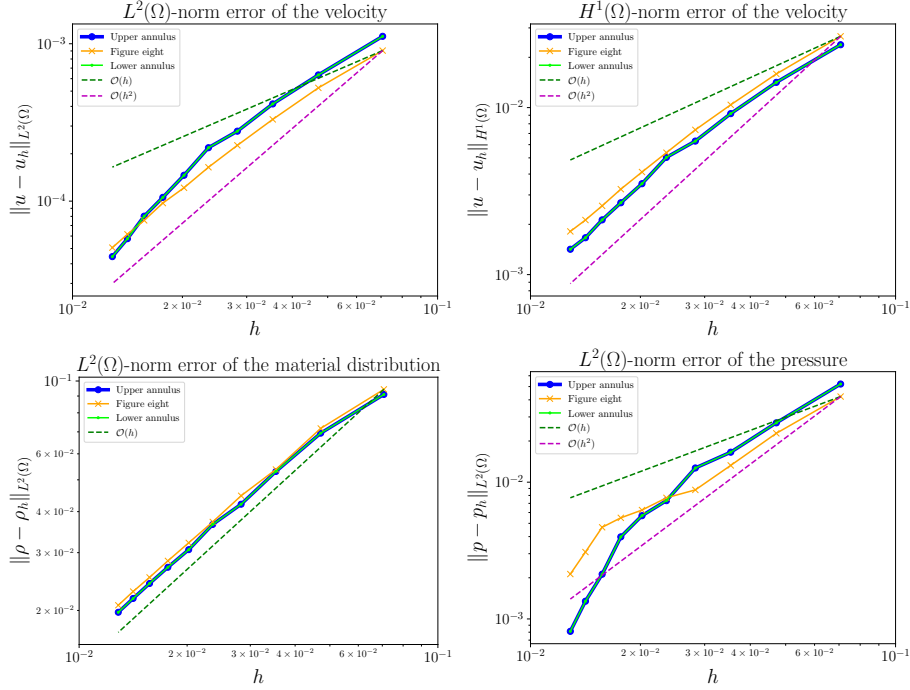 L²(Ω)-norm error of the velocity
Upper annulus
Figure eight
Lower annulus
O(h)
O(h²)
10⁻³
10⁻⁴
‖u − u_h‖_{L²(Ω)}
10⁻² 2 × 10⁻² 3 × 10⁻² 4 × 10⁻² 6 × 10⁻² 10⁻¹
h
H¹(Ω)-norm error of the velocity
Upper annulus
Figure eight
Lower annulus
O(h)
O(h²)
10⁻²
10⁻³
‖u − u_h‖_{H¹(Ω)}
10⁻² 2 × 10⁻² 3 × 10⁻² 4 × 10⁻² 6 × 10⁻² 10⁻¹
h
L²(Ω)-norm error of the material distribution
Upper annulus
Figure eight
Lower annulus
O(h)
10⁻¹
6 × 10⁻²
4 × 10⁻²
3 × 10⁻²
2 × 10⁻²
‖ρ − ρ_h‖_{L²(Ω)}
10⁻² 2 × 10⁻² 3 × 10⁻² 4 × 10⁻² 6 × 10⁻² 10⁻¹
h
L²(Ω)-norm error of the pressure
Upper annulus
Figure eight
Lower annulus
O(h)
O(h²)
10⁻²
10⁻³
‖p − p_h‖_{L²(Ω)}
10⁻² 2 × 10⁻² 3 × 10⁻² 4 × 10⁻² 6 × 10⁻² 10⁻¹
h